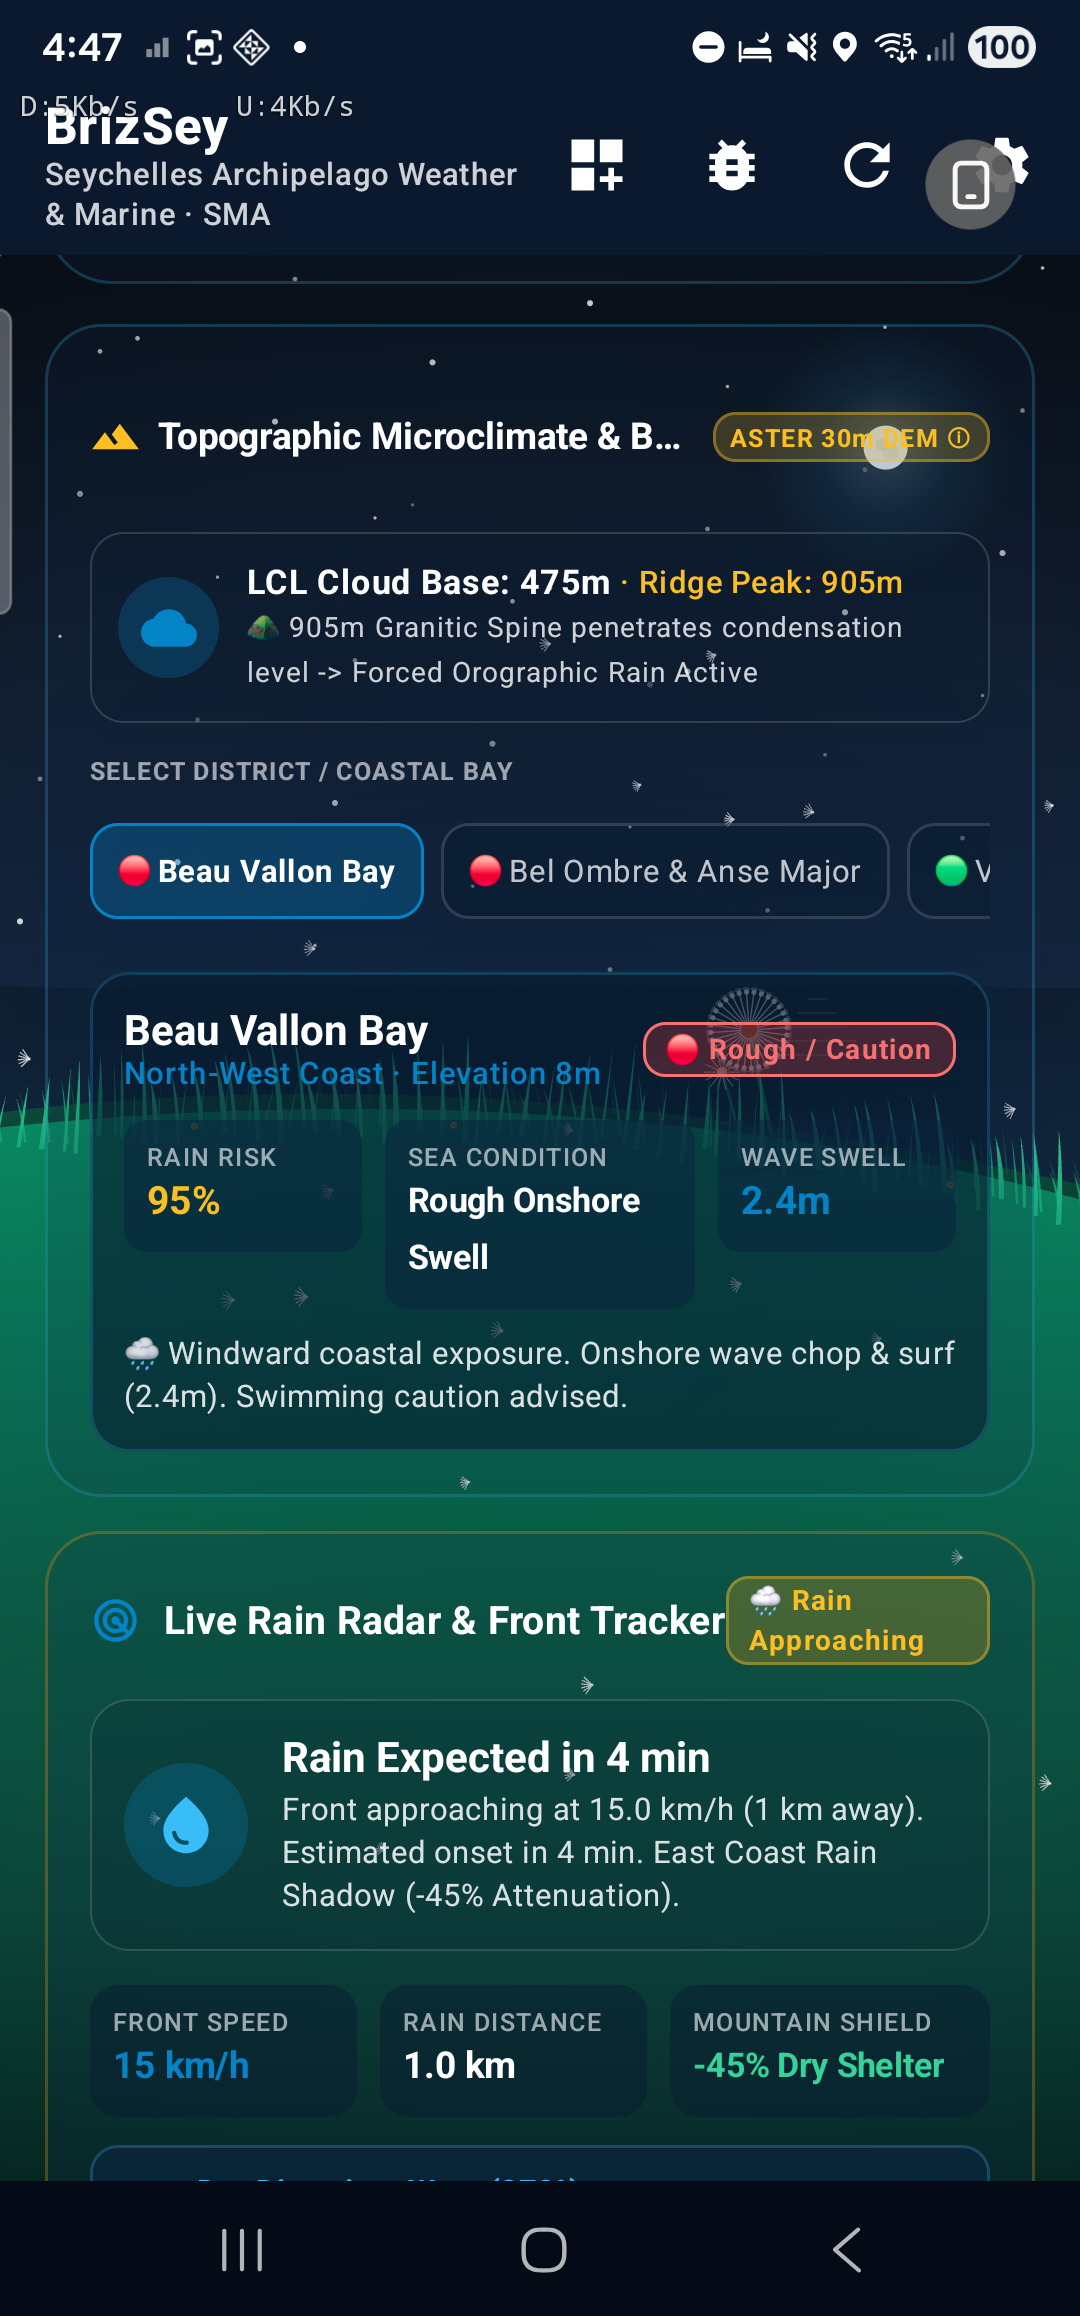 4:47
5
100
D:5Kb/s U:4Kb/s
BrizSey
Seychelles Archipelago Weather
& Marine · SMA
Topographic Microclimate & B...
ASTER 30m DEM
LCL Cloud Base: 475m · Ridge Peak: 905m
905m Granitic Spine penetrates condensation
level -> Forced Orographic Rain Active
SELECT DISTRICT / COASTAL BAY
Beau Vallon Bay
Bel Ombre & Anse Major
Beau Vallon Bay
North-West Coast · Elevation 8m
Rough / Caution
RAIN RISK
95%
SEA CONDITION
Rough Onshore
Swell
WAVE SWELL
2.4m
Windward coastal exposure. Onshore wave chop & surf
(2.4m). Swimming caution advised.
Live Rain Radar & Front Tracker
Rain
Approaching
Rain Expected in 4 min
Front approaching at 15.0 km/h (1 km away).
Estimated onset in 4 min. East Coast Rain
Shadow (-45% Attenuation).
FRONT SPEED
15 km/h
RAIN DISTANCE
1.0 km
MOUNTAIN SHIELD
-45% Dry Shelter